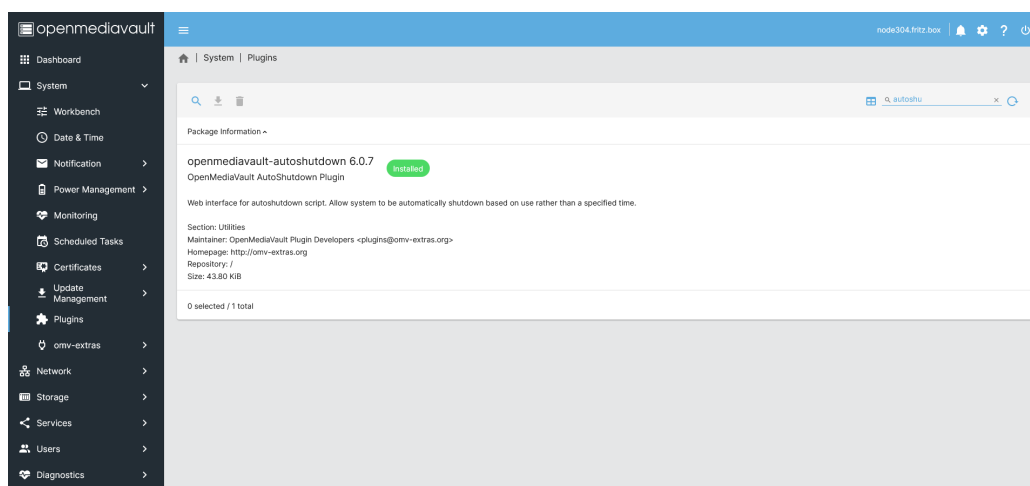 openmediavault
node304.fritz.box
Dashboard
System | Plugins
System
Workbench
autoshu
Date & Time
Package Information
Notification
openmediavault-autoshutdown 6.0.7
Installed
OpenMediaVault AutoShutdown Plugin
Power Management
Web interface for autoshutdown script. Allow system to be automatically shutdown based on use rather than a specified time.
Monitoring
Section: Utilities
Scheduled Tasks
Maintainer: OpenMediaVault Plugin Developers <plugins@omv-extras.org>
Homepage: http://omv-extras.org
Certificates
Repository: /
Size: 43.80 KiB
Update
Management
0 selected / 1 total
Plugins
omv-extras
Network
Storage
Services
Users
Diagnostics